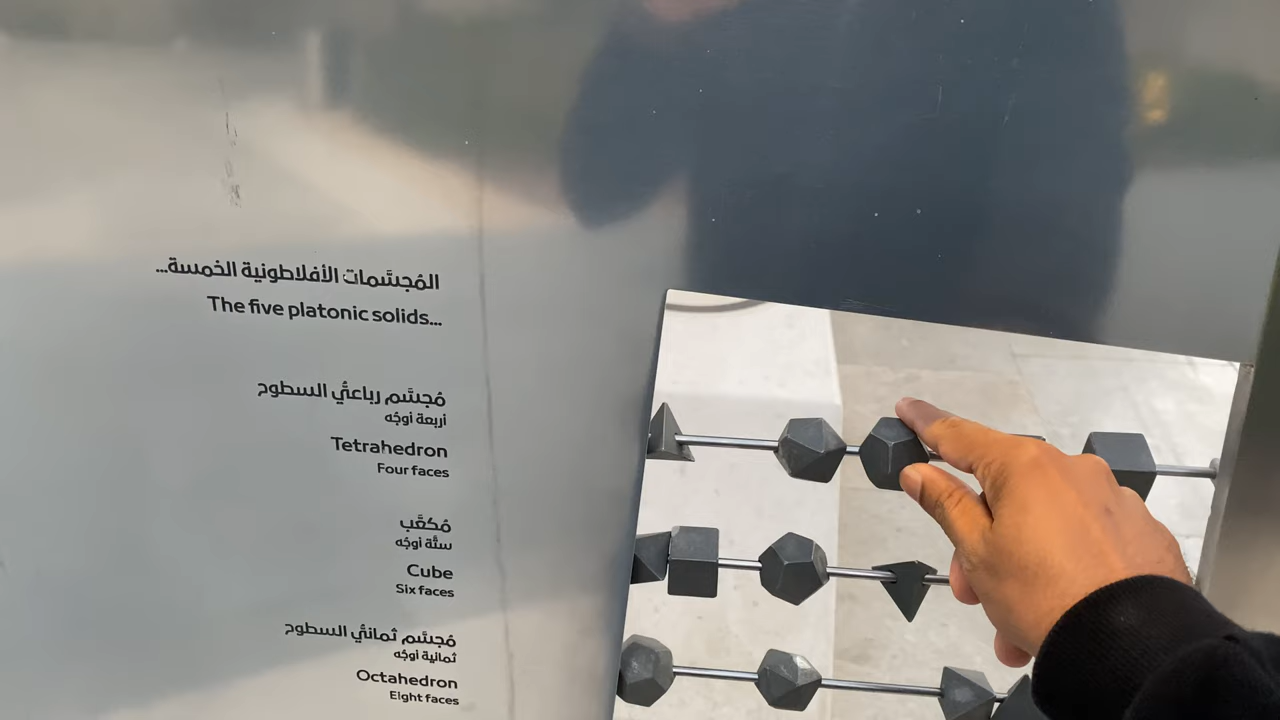 المُجسَّمات الأفلاطونية الخمسة...
The five platonic solids...
مُجسَّم رباعيُّ السطوح
أربعة أوجُه
Tetrahedron
Four faces
مُكعَّب
ستَّة أوجُه
Cube
Six faces
مُجسَّم ثمانيُّ السطوح
ثمانية أوجُه
Octahedron
Eight faces